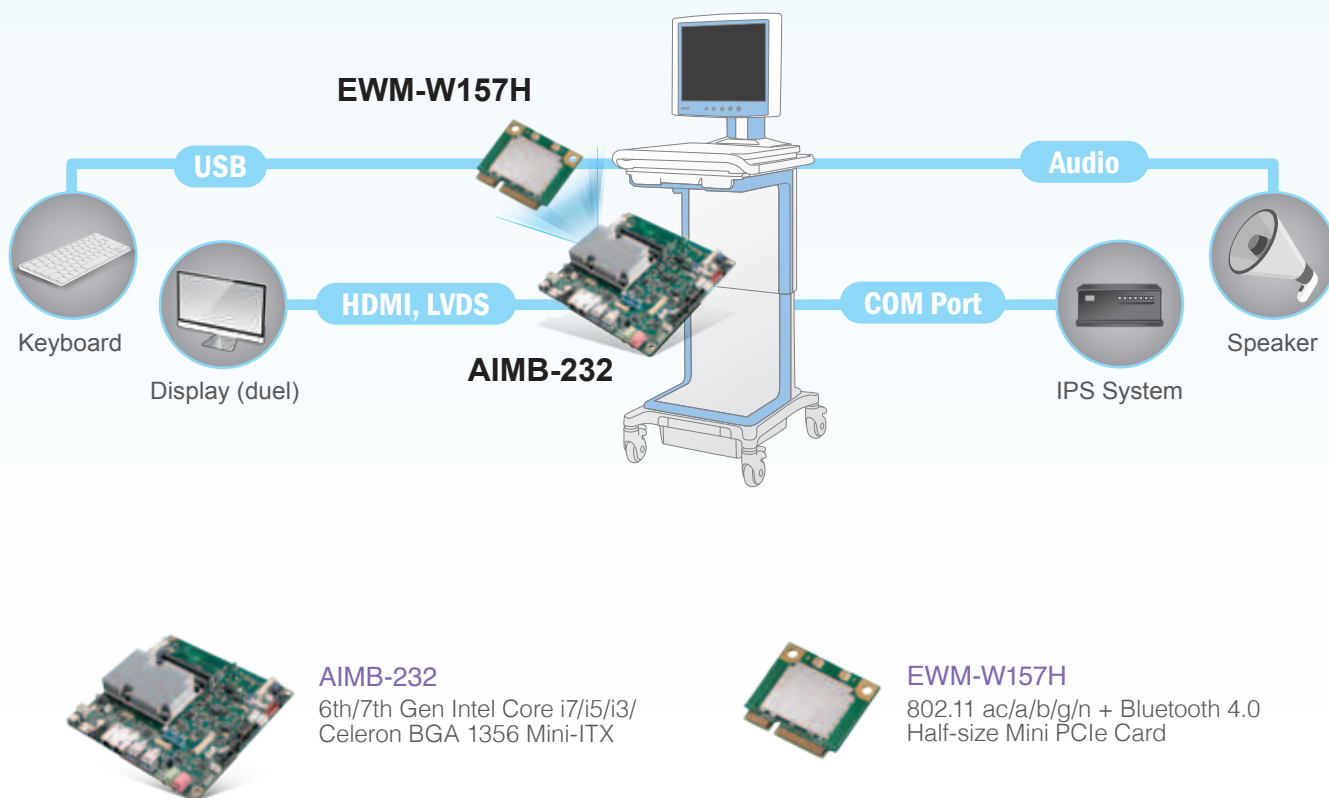 EWM-W157H
USB
Audio
HDMI, LVDS
COM Port
Keyboard
Speaker
AIMB-232
Display (duel)
IPS System
AIMB-232
6th/7th Gen Intel Core i7/i5/i3/
Celeron BGA 1356 Mini-ITX
EWM-W157H
802.11 ac/a/b/g/n + Bluetooth 4.0
Half-size Mini PCIe Card